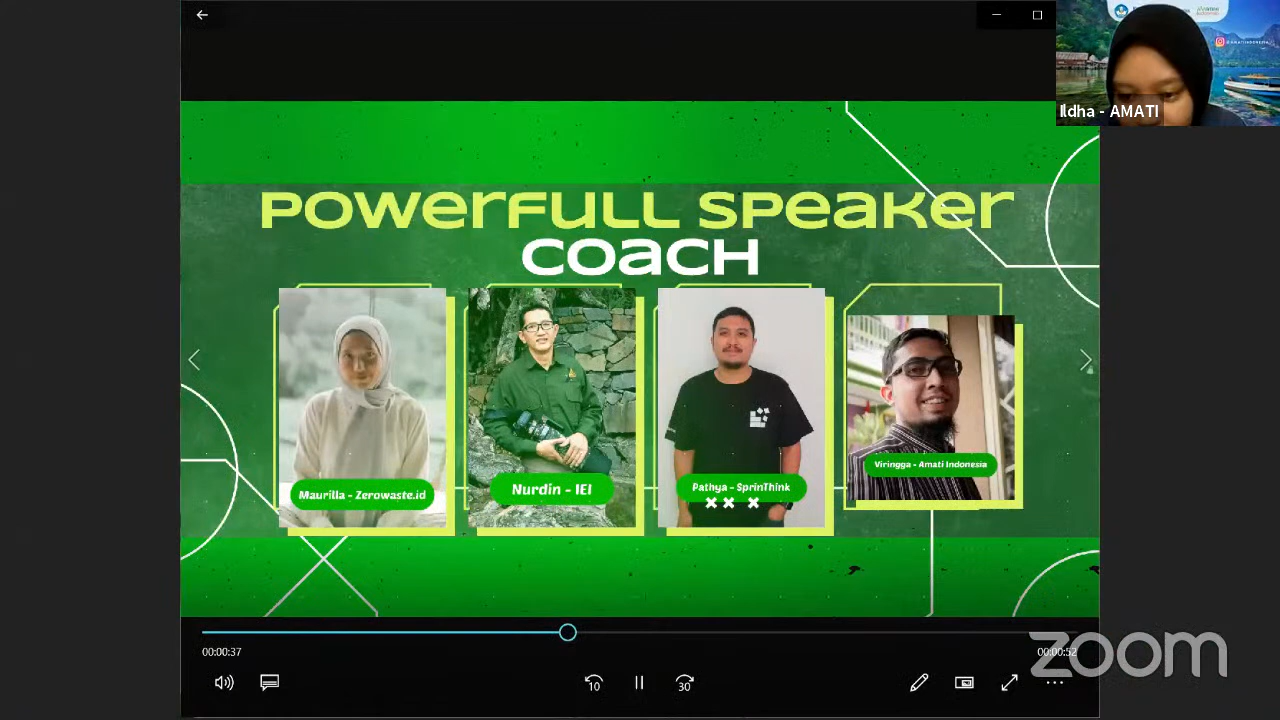 Ildha - AMATI
POWERFULL SPEAKER
COACH
Maurilla - Zerowaste.id
Nurdin - IEI
Pathya - SprinThink
Viringga - Amati Indonesia
00:00:37
00:00:52
10
30
zoom